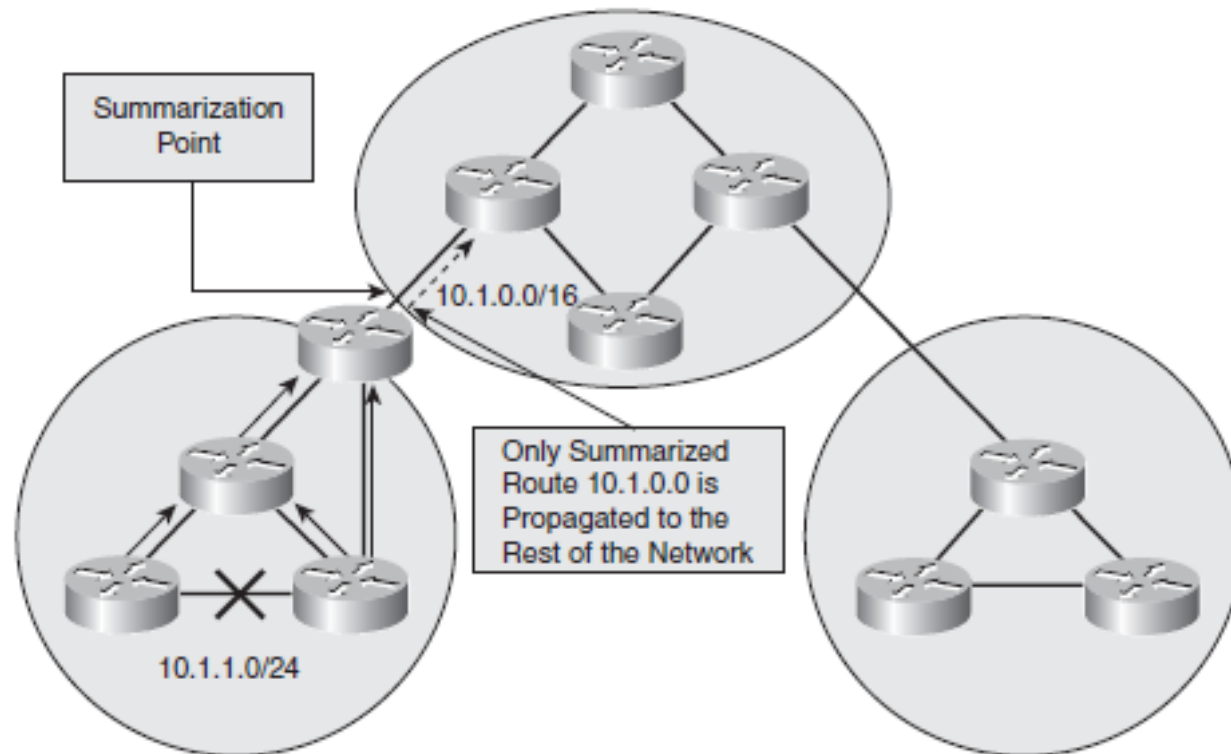 Summarization
Point
10.1.0.0/16
Only Summarized
Route 10.1.0.0 is
Propagated to the
Rest of the Network
10.1.1.0/24